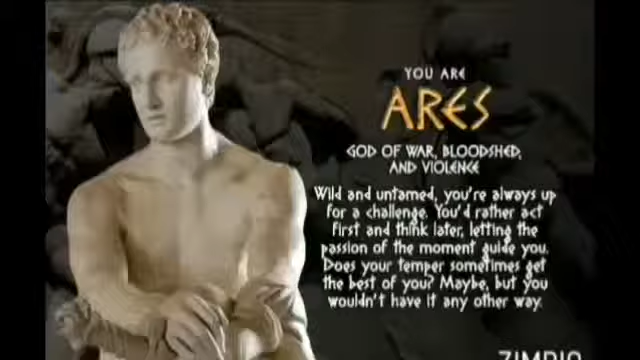 YOU ARE
ARES
GOD OF WAR, BLOODSHED,
AND VIOLENCE
Wild and untamed, you're always up
for a challenge. You'd rather act
first and think later, letting the
passion of the moment guide you.
Does your temper sometimes get
the best of you? Maybe, but you
wouldn't have it any other way.
ZIMBIO